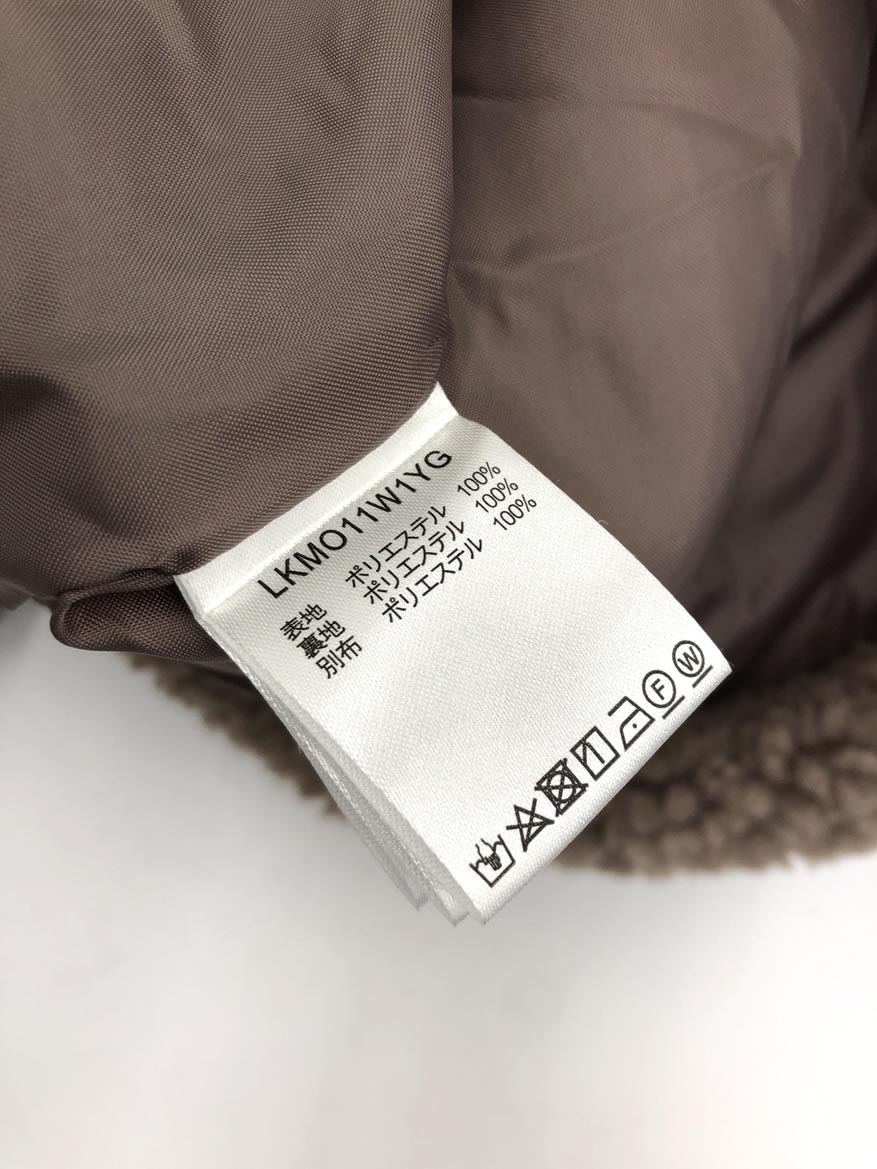 LKMO11W1YG
表地 ポリエステル 100%
裏地 ポリエステル 100%
別布 ポリエステル 100%
F W